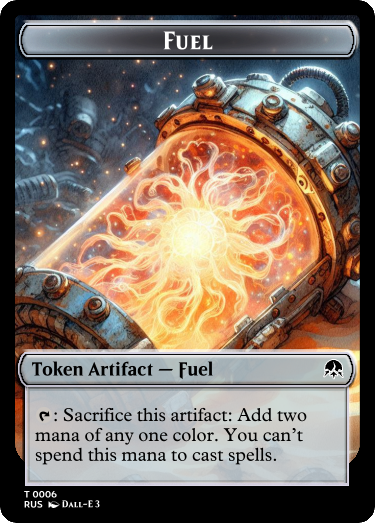 Fuel
Token Artifact — Fuel
: Sacrifice this artifact: Add two
mana of any one color. You can't
spend this mana to cast spells.
T 0006
RUS Dall-E 3